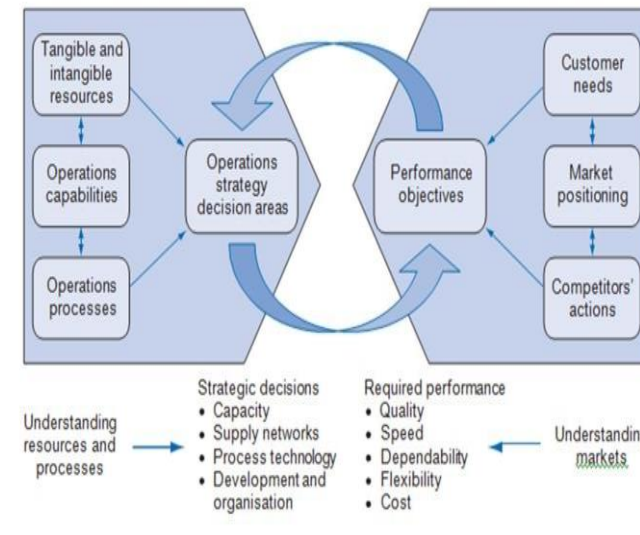 Tangible and
intangible
resources
Operations
capabilities
Operations
processes
Operations
strategy
decision areas
Performance
objectives
Customer
needs
Market
positioning
Competitors'
actions
Understanding
resources and
processes
Strategic decisions
• Capacity
• Supply networks
• Process technology
• Development and
organisation
Required performance
• Quality
• Speed
• Dependability
• Flexibility
• Cost
Understandin
markets